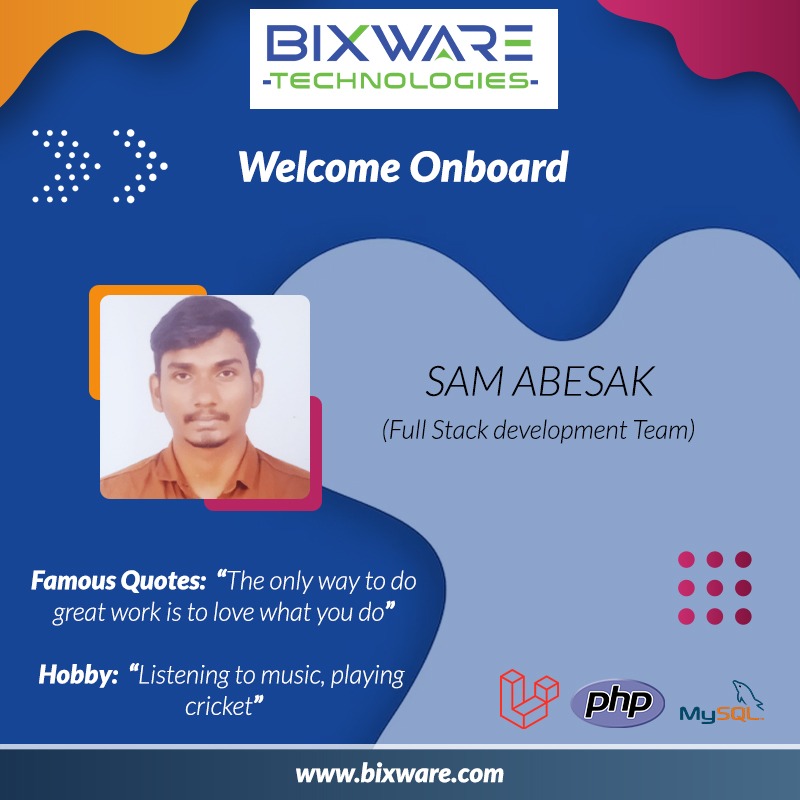 BIXWARE
-TECHNOLOGIES-
Welcome Onboard
SAM ABESAK
(Full Stack development Team)
Famous Quotes: “The only way to do
great work is to love what you do”
Hobby: “Listening to music, playing
cricket”
php
MySQL
www.bixware.com